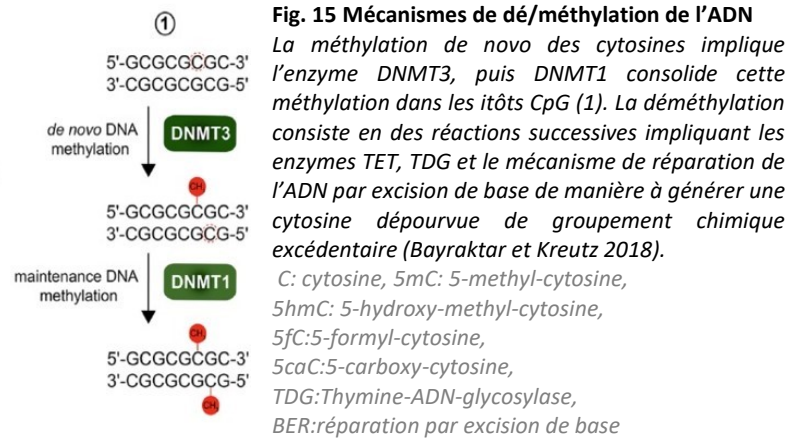 ①
5'-GCGCGCGC-3'
3'-CGCGCGCG-5'
de novo DNA
methylation
DNMT3
CH₃
5'-GCGCGCGC-3'
3'-CGCGCGCG-5'
maintenance DNA
methylation
DNMT1
CH₃
5'-GCGCGCGC-3'
3'-CGCGCGCG-5'
CH₃
Fig. 15 Mécanismes de dé/méthylation de l'ADN
La méthylation de novo des cytosines implique
l'enzyme DNMT3, puis DNMT1 consolide cette
méthylation dans les itôts CpG (1). La déméthylation
consiste en des réactions successives impliquant les
enzymes TET, TDG et le mécanisme de réparation de
l'ADN par excision de base de manière à générer une
cytosine dépourvue de groupement chimique
excédentaire (Bayraktar et Kreutz 2018).
C: cytosine, 5mC: 5-methyl-cytosine,
5hmC: 5-hydroxy-methyl-cytosine,
5fC:5-formyl-cytosine,
5caC:5-carboxy-cytosine,
TDG:Thymine-ADN-glycosylase,
BER:réparation par excision de base